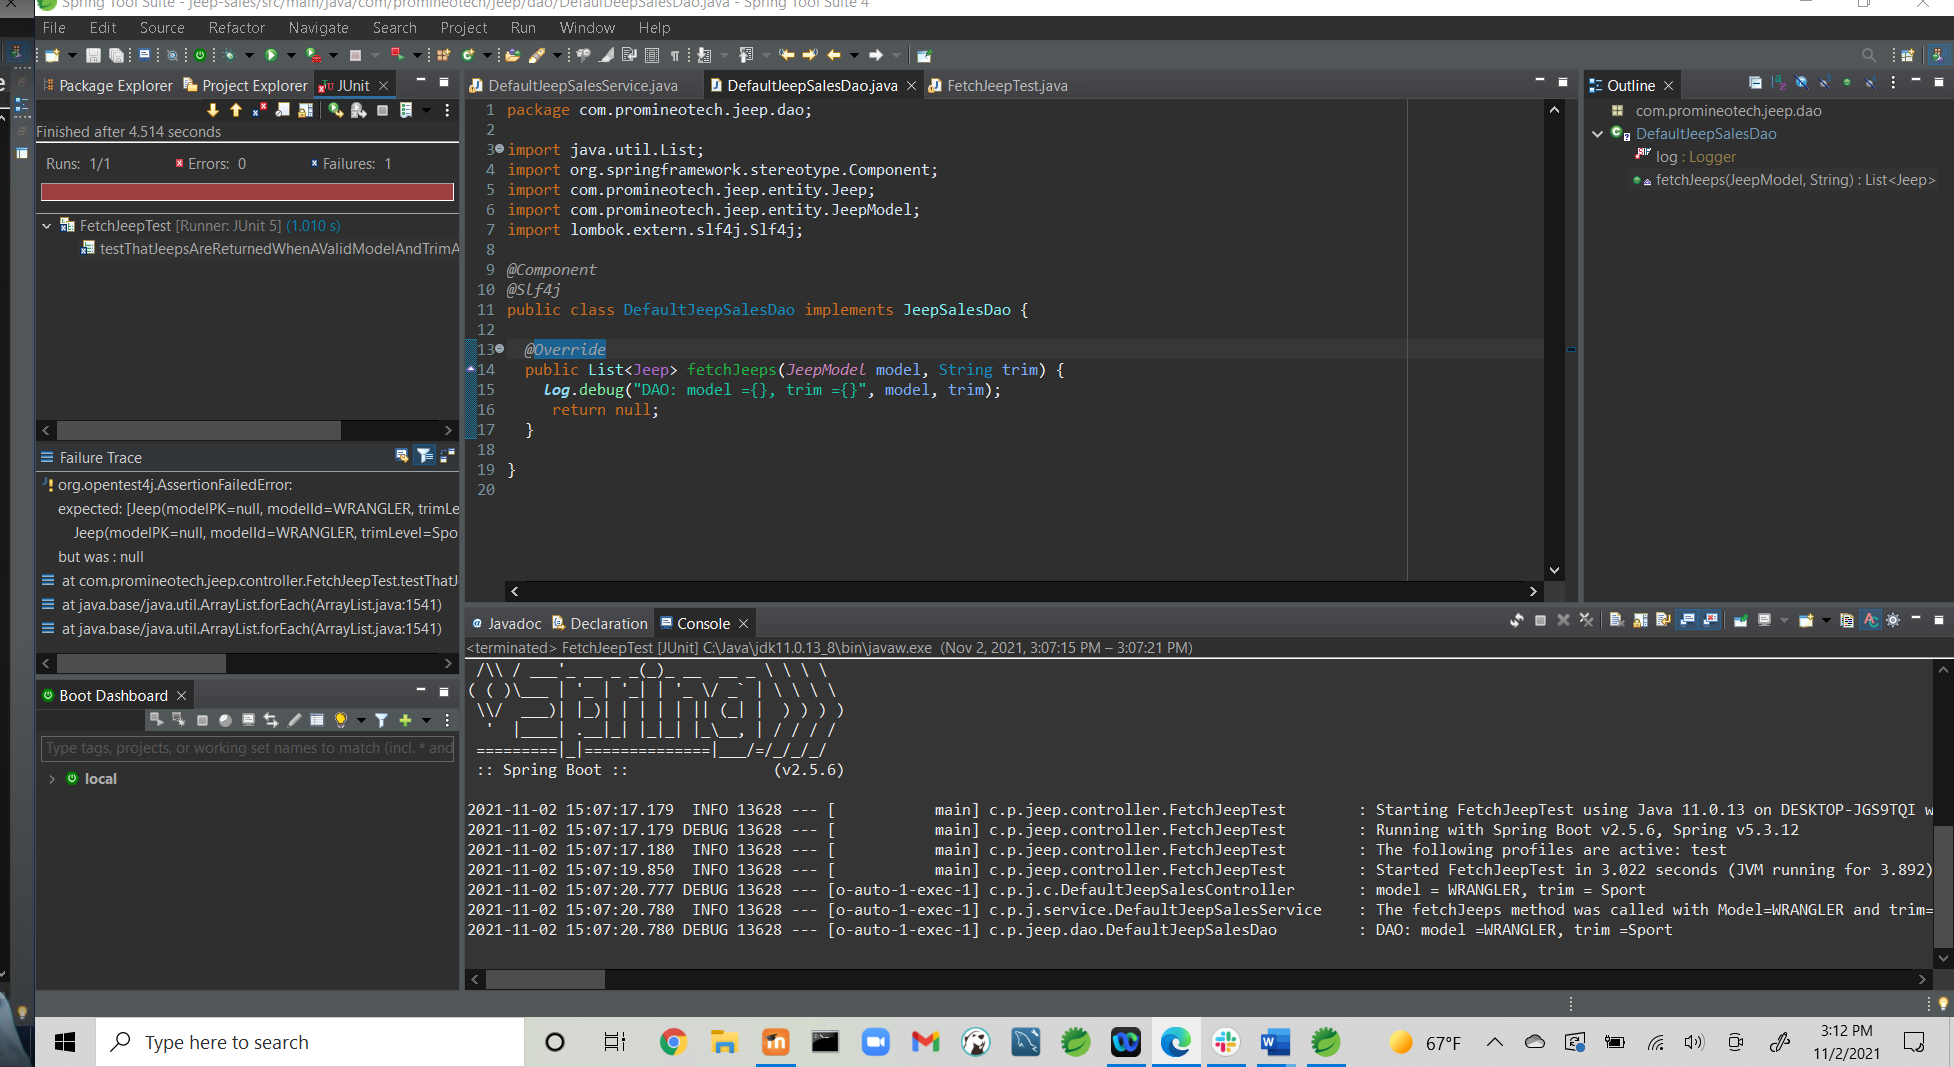 Spring Tool Suite - jeep-sales/src/main/java/com/promineotech/jeep/dao/DefaultJeepSalesDao.java - Spring Tool Suite 4
File Edit Source Refactor Navigate Search Project Run Window Help
Package Explorer Project Explorer JUnit
Finished after 4.514 seconds
Runs: 1/1 Errors: 0 Failures: 1
FetchJeepTest [Runner: JUnit 5] (1.010 s)
testThatJeepsAreReturnedWhenAValidModelAndTrimA
Failure Trace
org.opentest4j.AssertionFailedError:
expected: [Jeep(modelPK=null, modelId=WRANGLER, trimLe
Jeep(modelPK=null, modelId=WRANGLER, trimLevel=Spo
but was : null
at com.promineotech.jeep.controller.FetchJeepTest.testThatJ
at java.base/java.util.ArrayList.forEach(ArrayList.java:1541)
at java.base/java.util.ArrayList.forEach(ArrayList.java:1541)
Boot Dashboard
Type tags, projects, or working set names to match (incl. * and
local
DefaultJeepSalesService.java DefaultJeepSalesDao.java FetchJeepTest.java
1 package com.promineotech.jeep.dao;
2
3 import java.util.List;
4 import org.springframework.stereotype.Component;
5 import com.promineotech.jeep.entity.Jeep;
6 import com.promineotech.jeep.entity.JeepModel;
7 import lombok.extern.slf4j.Slf4j;
8
9 @Component
10 @Slf4j
11 public class DefaultJeepSalesDao implements JeepSalesDao {
12
13 @Override
14 public List<Jeep> fetchJeeps(JeepModel model, String trim) {
15 log.debug("DAO: model ={}, trim ={}", model, trim);
16 return null;
17 }
18
19 }
20
Outline
com.promineotech.jeep.dao
DefaultJeepSalesDao
log : Logger
fetchJeeps(JeepModel, String) : List<Jeep>
Javadoc Declaration Console
<terminated> FetchJeepTest [JUnit] C:\Java\jdk11.0.13_8\bin\javaw.exe (Nov 2, 2021, 3:07:15 PM – 3:07:21 PM)
 /\\ / ___'_ __ _ _(_)_ __  __ _ \ \ \ \
( ( )\___ | '_ | '_| | '_ \/ _` | \ \ \ \
 \\/  ___)| |_)| | | | | || (_| |  ) ) ) )
  '  |____| .__|_| |_|_| |_\__, | / / / /
 =========|_|==============|___/=/_/_/_/
:: Spring Boot :: (v2.5.6)
2021-11-02 15:07:17.179 INFO 13628 --- [ main] c.p.jeep.controller.FetchJeepTest : Starting FetchJeepTest using Java 11.0.13 on DESKTOP-JGS9TQI w
2021-11-02 15:07:17.179 DEBUG 13628 --- [ main] c.p.jeep.controller.FetchJeepTest : Running with Spring Boot v2.5.6, Spring v5.3.12
2021-11-02 15:07:17.180 INFO 13628 --- [ main] c.p.jeep.controller.FetchJeepTest : The following profiles are active: test
2021-11-02 15:07:19.850 INFO 13628 --- [ main] c.p.jeep.controller.FetchJeepTest : Started FetchJeepTest in 3.022 seconds (JVM running for 3.892)
2021-11-02 15:07:20.777 DEBUG 13628 --- [o-auto-1-exec-1] c.p.j.c.DefaultJeepSalesController : model = WRANGLER, trim = Sport
2021-11-02 15:07:20.780 INFO 13628 --- [o-auto-1-exec-1] c.p.j.service.DefaultJeepSalesService : The fetchJeeps method was called with Model=WRANGLER and trim=
2021-11-02 15:07:20.780 DEBUG 13628 --- [o-auto-1-exec-1] c.p.jeep.dao.DefaultJeepSalesDao : DAO: model =WRANGLER, trim =Sport
Type here to search
67°F
3:12 PM
11/2/2021